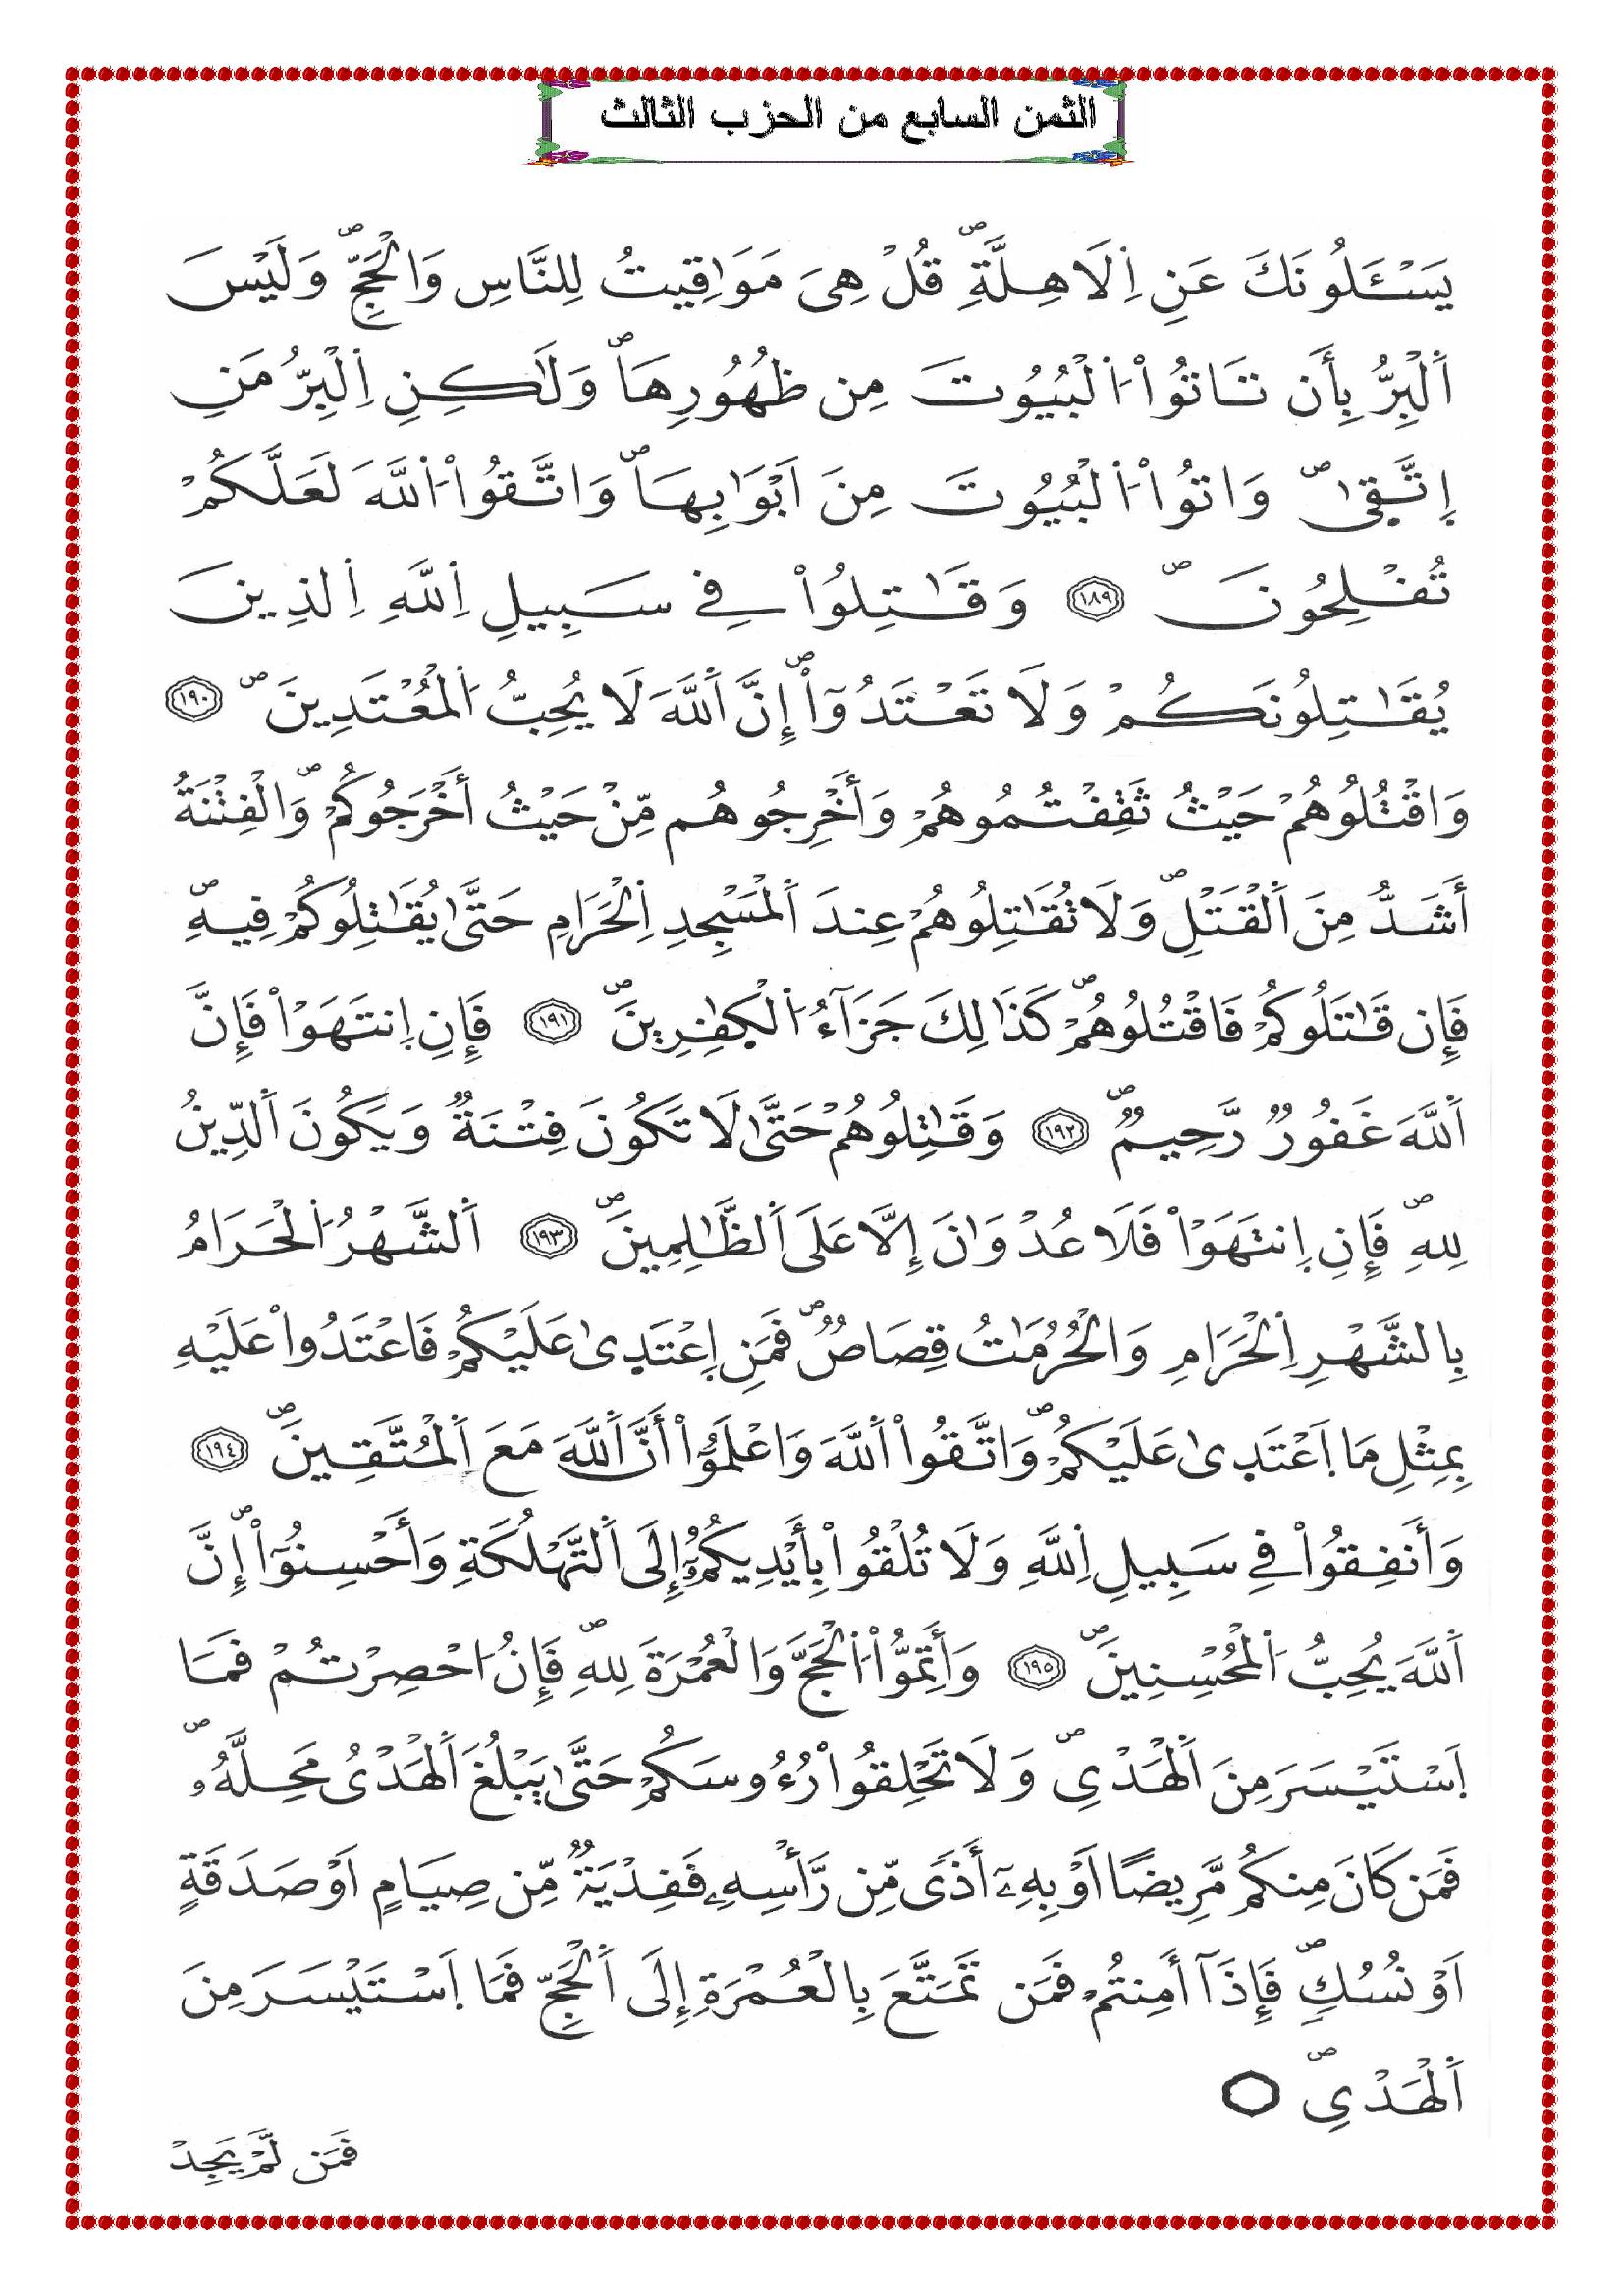 الثمن السابع من الحزب الثالث
يَسْـَٔلُونَكَ عَنِ اِ۬لَاهِلَّةِۖ قُلْ هِىَ مَوَٰقِيتُ لِلنَّاسِ وَالْحَجِّۖ وَلَيْسَ
اَ۬لْبِرُّ بِأَن تَاتُواْ اُ۬لْبُيُوتَ مِن ظُهُورِهَاۖ وَلَٰكِنِ اِ۬لْبِرُّ مَنِ
اِ۪تَّق۪ىٰۖ وَاتُواْ اُ۬لْبُيُوتَ مِنَ اَبْوَٰبِهَاۖ وَاتَّقُواْ اُ۬للَّهَ لَعَلَّكُمْ
تُفْلِحُونَۖ ١٨٩ وَقَٰتِلُواْ فِے سَبِيلِ اِ۬للَّهِ اِ۬لذِينَ
يُقَٰتِلُونَكُمْ وَلَا تَعْتَدُوٓاْۖ إِنَّ اَ۬للَّهَ لَا يُحِبُّ اُ۬لْمُعْتَدِينَۖ ١٩٠
وَاقْتُلُوهُمْ حَيْثُ ثَقِفْتُمُوهُمْ وَأَخْرِجُوهُم مِّنْ حَيْثُ أَخْرَجُوكُمْۖ وَالْفِتْنَةُ
أَشَدُّ مِنَ اَ۬لْقَتْلِۖ وَلَا تُقَٰتِلُوهُمْ عِندَ اَ۬لْمَسْجِدِ اِ۬لْحَرَامِ حَتَّىٰ يُقَٰتِلُوكُمْ فِيهِۖ
فَإِن قَٰتَلُوكُمْ فَاقْتُلُوهُمْۖ كَذَٰلِكَ جَزَآءُ اُ۬لْكٰ۪فِرِينَۖ ١٩١ فَإِنِ اِ۪نتَهَوْاْ فَإِنَّ
اَ۬للَّهَ غَفُورٞ رَّحِيمٞۖ ١٩٢ وَقَٰتِلُوهُمْ حَتَّىٰ لَا تَكُونَ فِتْنَةٞ وَيَكُونَ اَ۬لدِّينُ
لِلهِۖ فَإِنِ اِ۪نتَهَوْاْ فَلَا عُدْوَٰنَ إِلَّا عَلَى اَ۬لظَّٰلِمِينَۖ ١٩٣ اَ۬لشَّهْرُ اُ۬لْحَرَامُ
بِالشَّهْرِ اِ۬لْحَرَامِ وَالْحُرُمَٰتُ قِصَاصٞۖ فَمَنِ اِ۪عْتَد۪ىٰ عَلَيْكُمْ فَاعْتَدُواْ عَلَيْهِ
بِمِثْلِ مَا اَ۪عْتَد۪ىٰ عَلَيْكُمْۖ وَاتَّقُواْ اُ۬للَّهَ وَاعْلَمُوٓاْ أَنَّ اَ۬للَّهَ مَعَ اَ۬لْمُتَّقِينَۖ ١٩٤
وَأَنفِقُواْ فِے سَبِيلِ اِ۬للَّهِ وَلَا تُلْقُواْ بِأَيْدِيكُمُۥٓ إِلَى اَ۬لتَّهْلُكَةِ وَأَحْسِنُوٓاْۖ إِنَّ
اَ۬للَّهَ يُحِبُّ اُ۬لْمُحْسِنِينَۖ ١٩٥ وَأَتِمُّواْ اُ۬لْحَجَّ وَالْعُمْرَةَ لِلهِۖ فَإِنُ احْصِرْتُمْ فَمَا
اَ۪سْتَيْسَرَ مِنَ اَ۬لْهَدْىِۖ وَلَا تَحْلِقُواْ رُءُوسَكُمْ حَتَّىٰ يَبْلُغَ اَ۬لْهَدْىُ مَحِلَّهُۥۖ
فَمَن كَانَ مِنكُم مَّرِيضًا اَوْ بِهِۦٓ أَذىً مِّن رَّأْسِهِۦ فَفِدْيَةٞ مِّن صِيَامٍ اَوْ صَدَقَةٍ
اَوْ نُسُكٖۖ فَإِذَآ أَمِنتُمْ فَمَن تَمَتَّعَ بِالْعُمْرَةِ إِلَى اَ۬لْحَجِّ فَمَا اَ۪سْتَيْسَرَ مِنَ
اَ۬لْهَدْىِۖ
فَمَن لَّمْ يَجِدْ